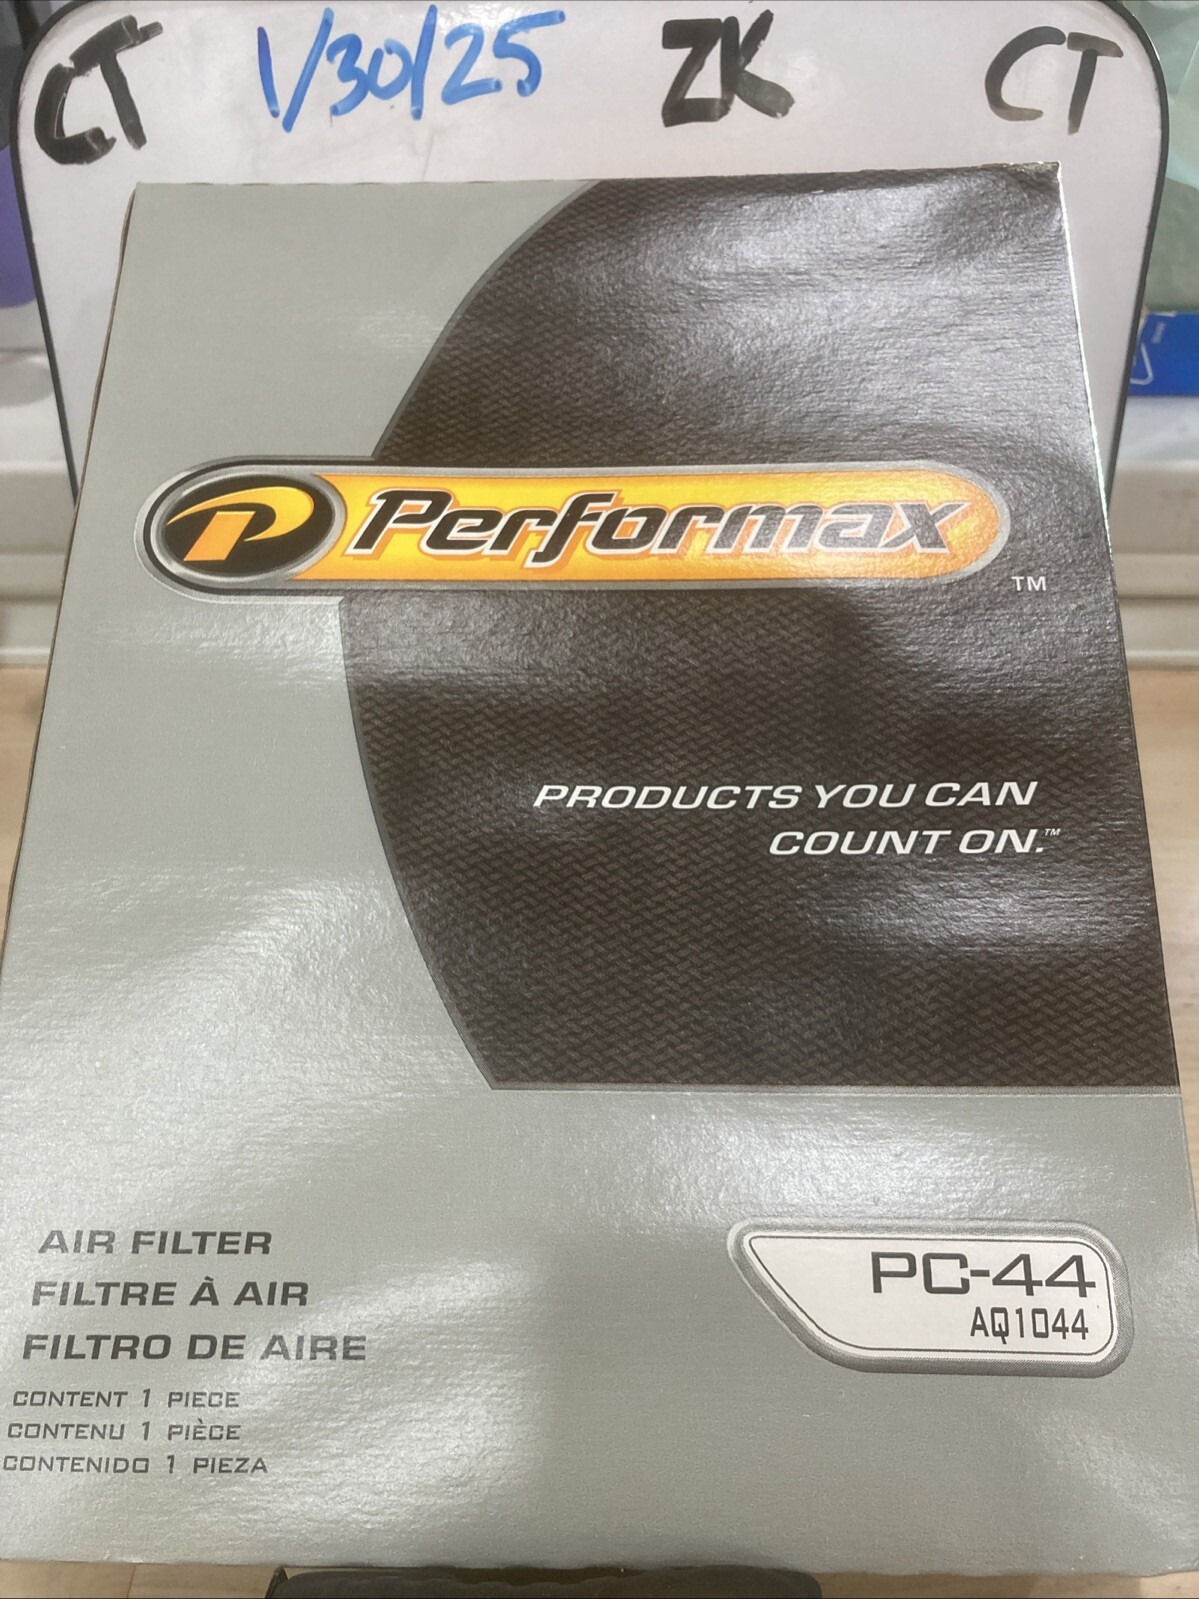 CT 1/30/25 ZK CT
Performax
TM
PRODUCTS YOU CAN
COUNT ON.™
AIR FILTER
FILTRE À AIR
FILTRO DE AIRE
CONTENT 1 PIECE
CONTENU 1 PIÈCE
CONTENIDO 1 PIEZA
PC-44
AQ1044